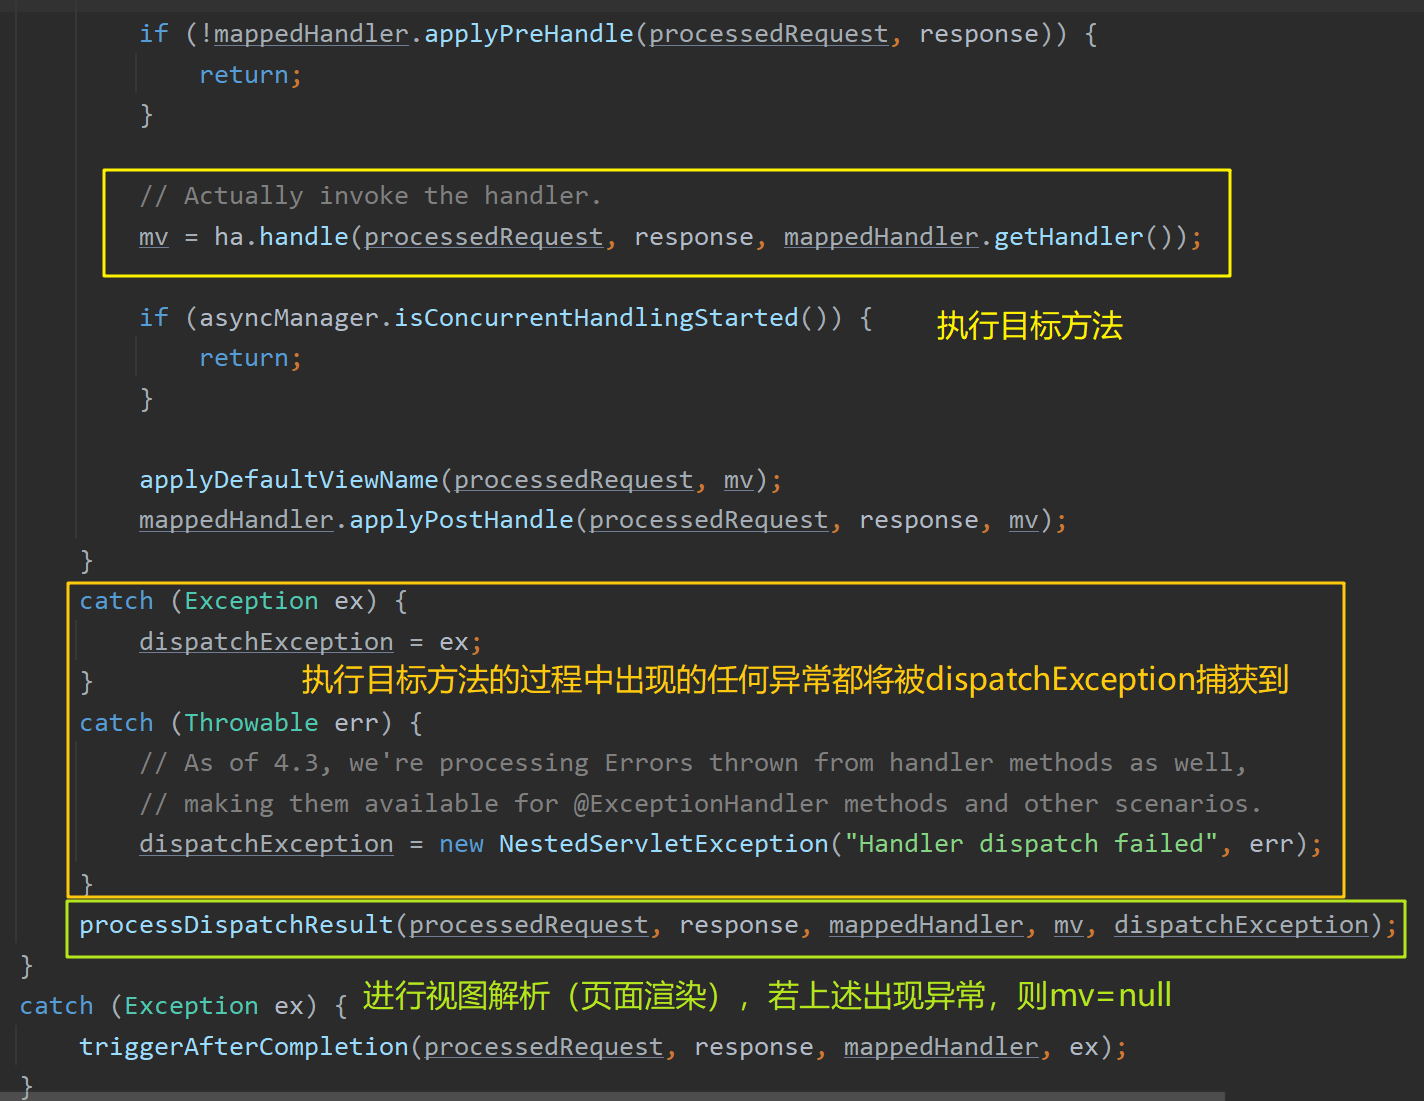 if (!mappedHandler.applyPreHandle(processedRequest, response)) {
return;
}
// Actually invoke the handler.
mv = ha.handle(processedRequest, response, mappedHandler.getHandler());
if (asyncManager.isConcurrentHandlingStarted()) {
执行目标方法
return;
}
applyDefaultViewName(processedRequest, mv);
mappedHandler.applyPostHandle(processedRequest, response, mv);
}
catch (Exception ex) {
dispatchException = ex;
}
执行目标方法的过程中出现的任何异常都将被dispatchException捕获到
catch (Throwable err) {
// As of 4.3, we're processing Errors thrown from handler methods as well,
// making them available for @ExceptionHandler methods and other scenarios.
dispatchException = new NestedServletException("Handler dispatch failed", err);
}
processDispatchResult(processedRequest, response, mappedHandler, mv, dispatchException);
}
catch (Exception ex) {
进行视图解析（页面渲染），若上述出现异常，则mv=null
triggerAfterCompletion(processedRequest, response, mappedHandler, ex);
}